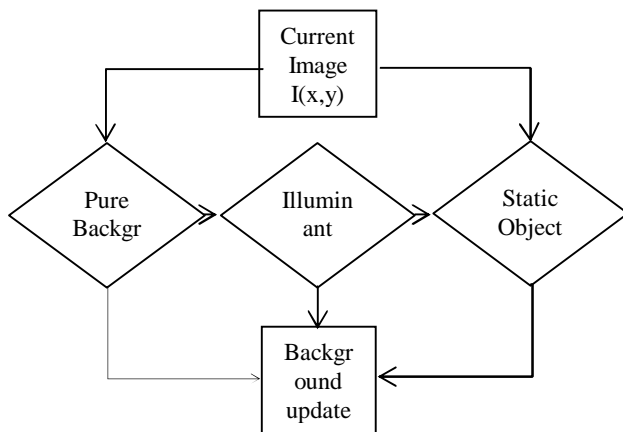 Current
Image
I(x,y)
Pure
Backgr
Illumin
ant
Static
Object
Backgr
ound
update